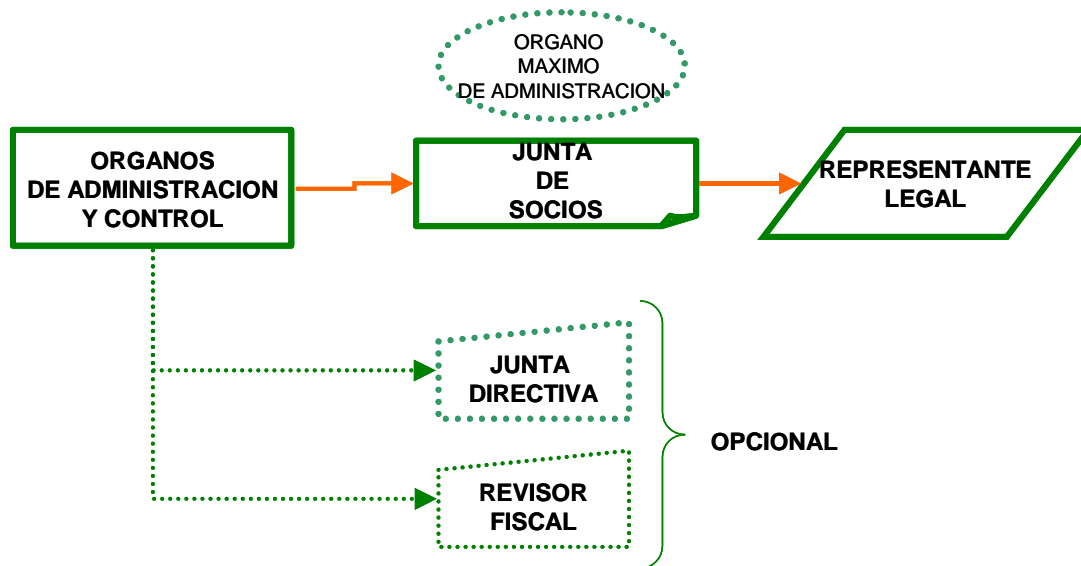 ORGANO
MAXIMO
DE ADMINISTRACION
ORGANOS
DE ADMINISTRACION
Y CONTROL
JUNTA
DE
SOCIOS
REPRESENTANTE
LEGAL
JUNTA
DIRECTIVA
OPCIONAL
REVISOR
FISCAL